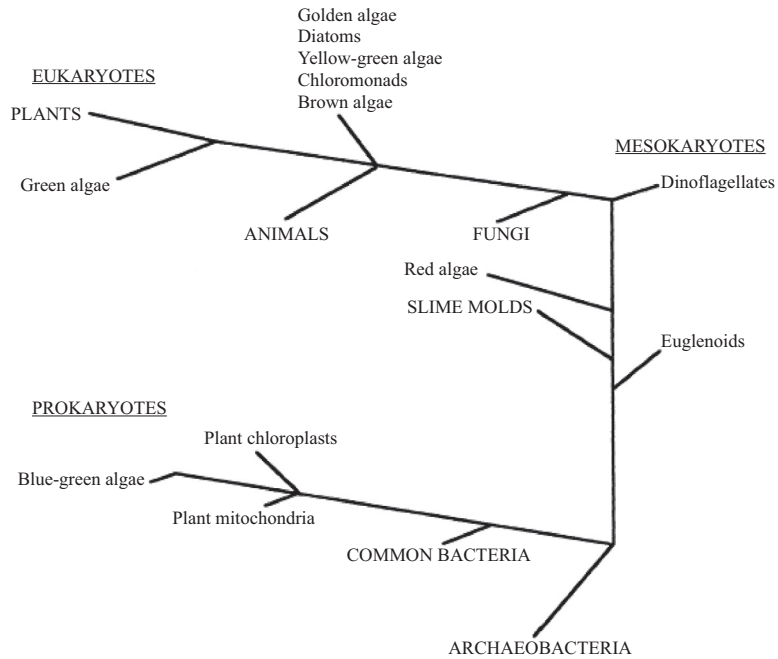 Golden algae
Diatoms
Yellow-green algae
Chloromonads
Brown algae
EUKARYOTES
PLANTS
Green algae
ANIMALS
FUNGI
MESOKARYOTES
Dinoflagellates
Red algae
SLIME MOLDS
Euglenoids
PROKARYOTES
Plant chloroplasts
Blue-green algae
Plant mitochondria
COMMON BACTERIA
ARCHAEOBACTERIA